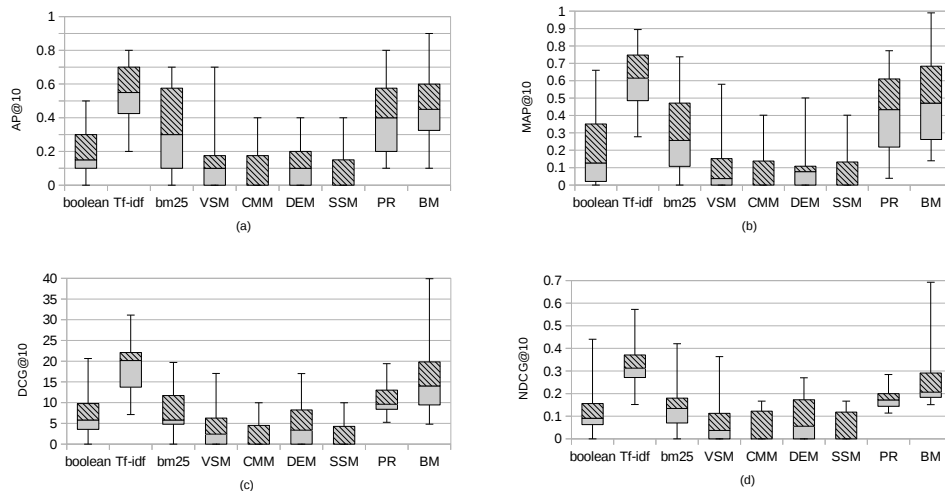 AP@10
1
0.8
0.6
0.4
0.2
0
boolean Tf-idf bm25 VSM CMM DEM SSM PR BM
(a)
MAP@10
1
0.9
0.8
0.7
0.6
0.5
0.4
0.3
0.2
0.1
0
boolean Tf-idf bm25 VSM CMM DEM SSM PR BM
(b)
DCG@10
40
35
30
25
20
15
10
5
0
boolean Tf-idf bm25 VSM CMM DEM SSM PR BM
(c)
NDCG@10
0.7
0.6
0.5
0.4
0.3
0.2
0.1
0
boolean Tf-idf bm25 VSM CMM DEM SSM PR BM
(d)